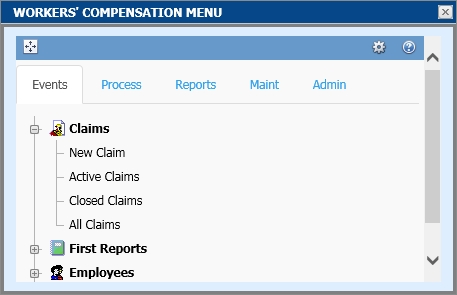 WORKERS' COMPENSATION MENU
Events Process Reports Maint Admin
Claims
New Claim
Active Claims
Closed Claims
All Claims
First Reports
Employees